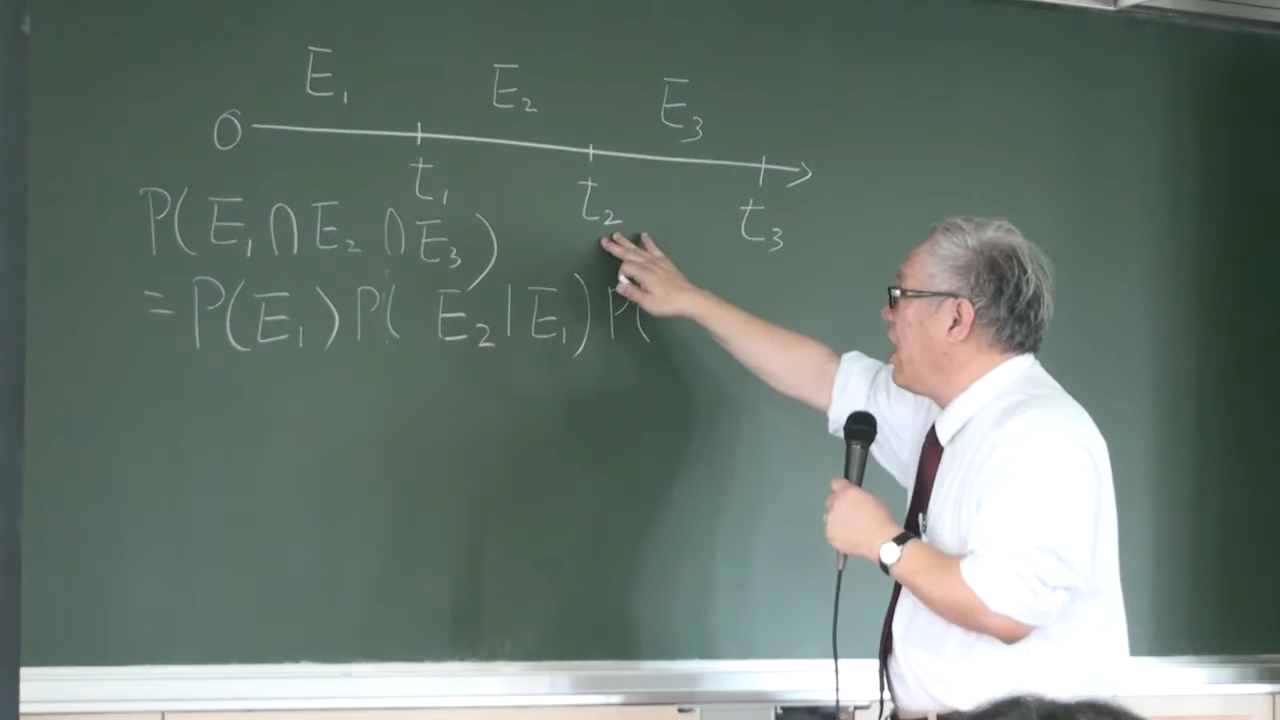 E₁ E₂ E₃
0
t₁ t₂ t₃
P(E₁∩E₂∩E₃)
=P(E₁)P(E₂|E₁)P(